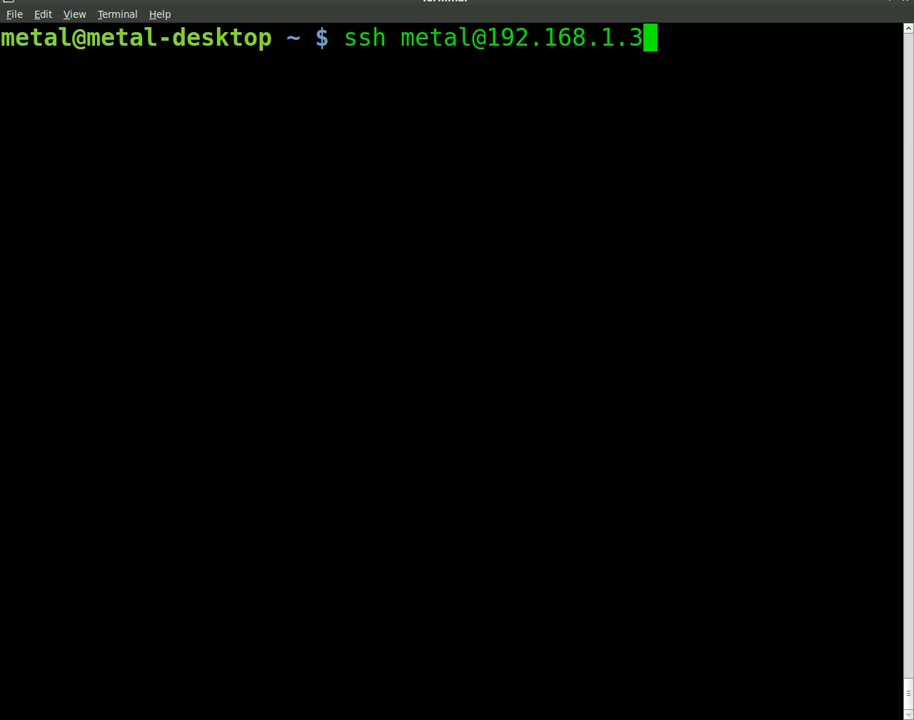 File Edit View Terminal Help
metal@metal-desktop ~ $ ssh metal@192.168.1.3